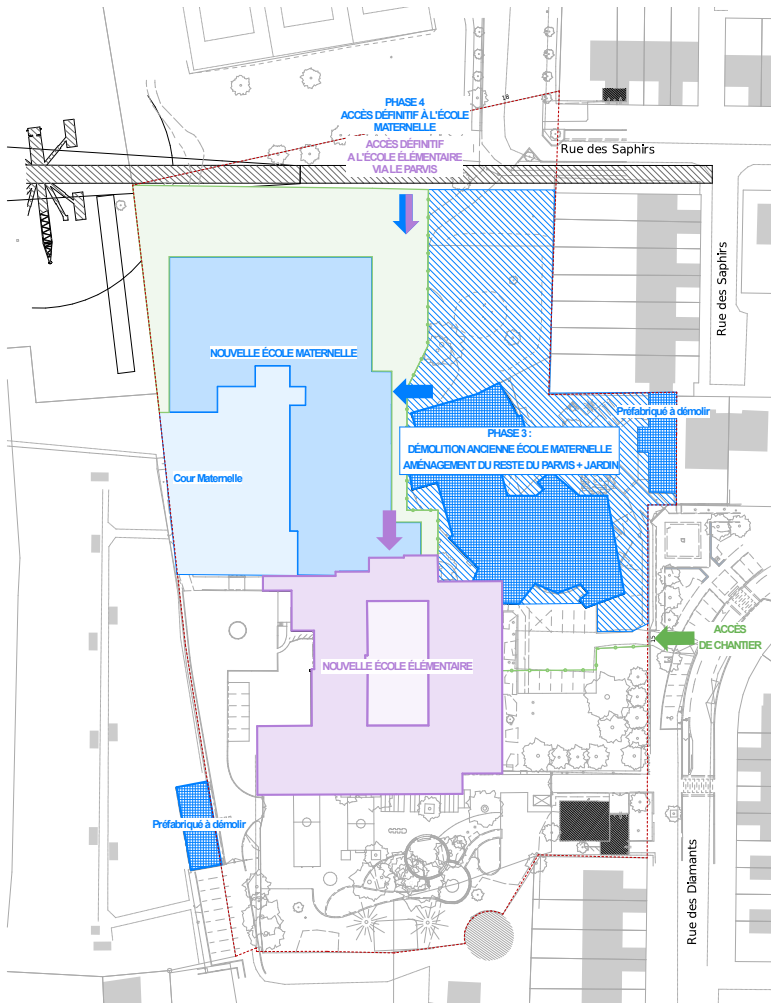 PHASE 4
ACCÈS DÉFINITIF À L'ÉCOLE
MATERNELLE
ACCÈS DÉFINITIF
A L'ÉCOLE ÉLÉMENTAIRE
VIA LE PARVIS
18
Rue des Saphirs
Rue des Saphirs
NOUVELLE ÉCOLE MATERNELLE
Préfabriqué à démolir
PHASE 3 :
DÉMOLITION ANCIENNE ÉCOLE MATERNELLE
AMÉNAGEMENT DU RESTE DU PARVIS + JARDIN
Cour Maternelle
15
ACCÈS
DE CHANTIER
NOUVELLE ÉCOLE ÉLÉMENTAIRE
Préfabriqué à démolir
Rue des Diamants